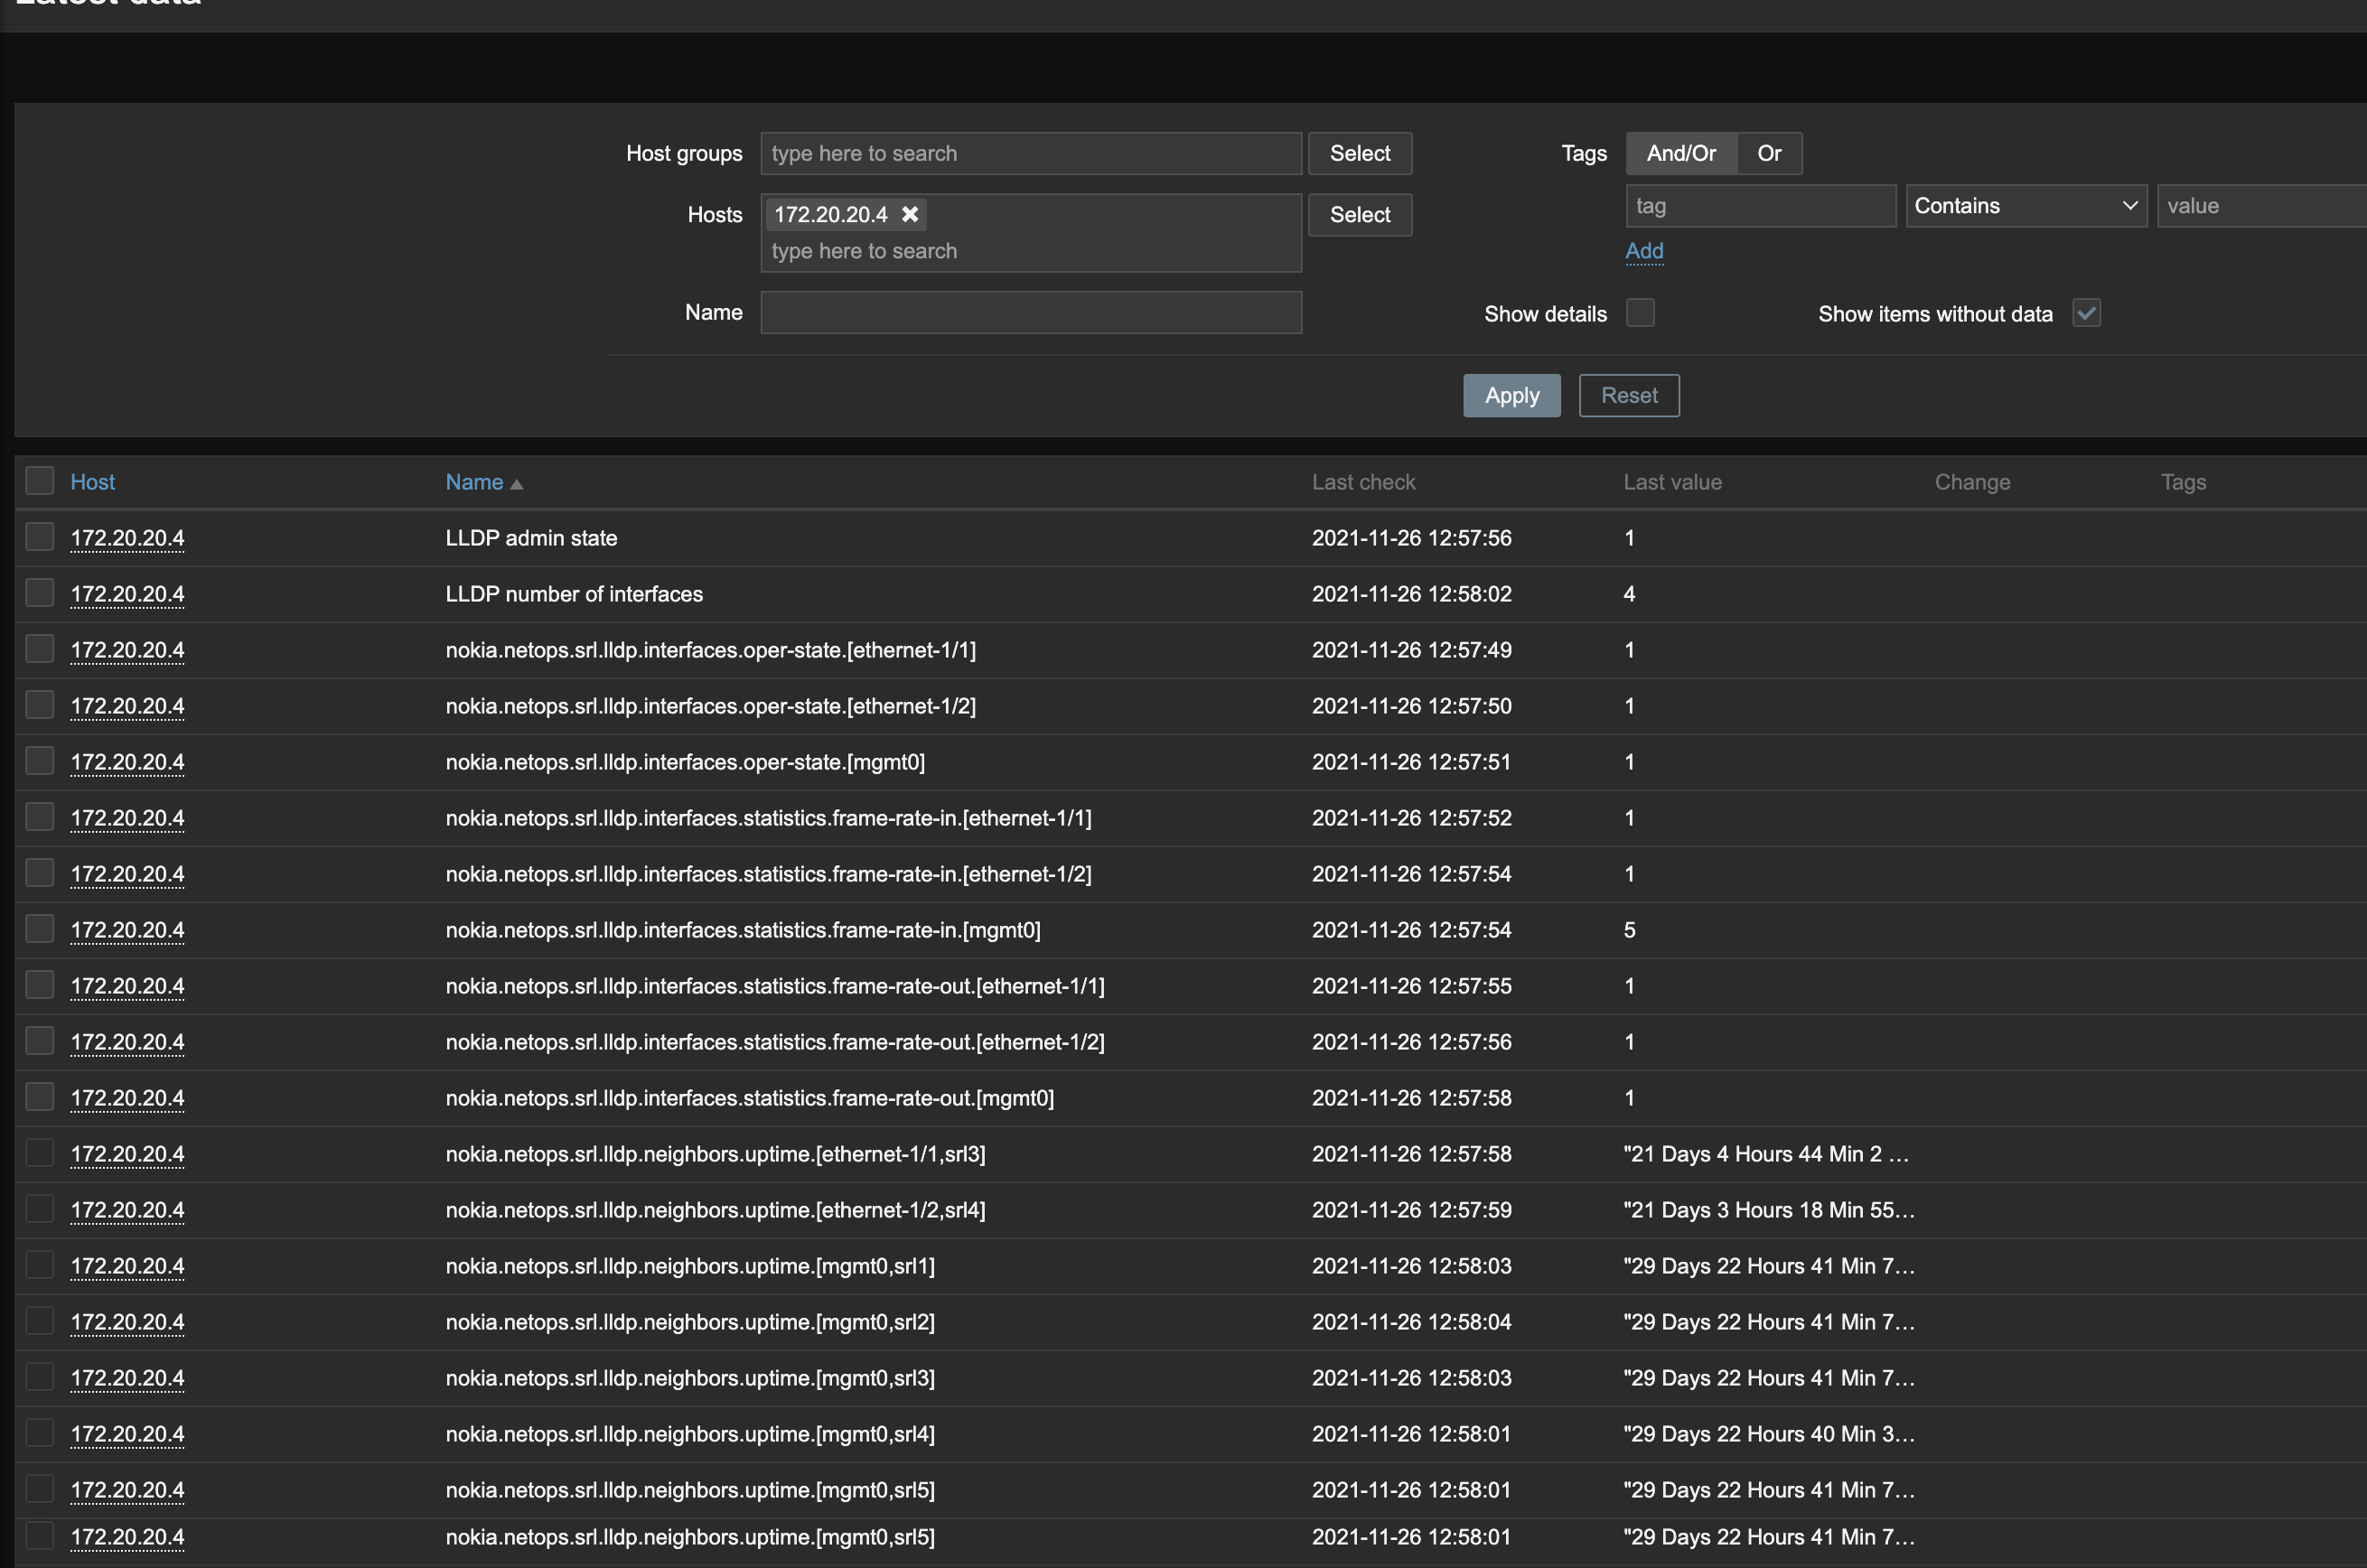 Latest data
Host groups type here to search Select Tags And/Or Or
Hosts 172.20.20.4 Select tag Contains value
type here to search Add
Name Show details Show items without data
Apply Reset
Host Name Last check Last value Change Tags
172.20.20.4 LLDP admin state 2021-11-26 12:57:56 1
172.20.20.4 LLDP number of interfaces 2021-11-26 12:58:02 4
172.20.20.4 nokia.netops.srl.lldp.interfaces.oper-state.[ethernet-1/1] 2021-11-26 12:57:49 1
172.20.20.4 nokia.netops.srl.lldp.interfaces.oper-state.[ethernet-1/2] 2021-11-26 12:57:50 1
172.20.20.4 nokia.netops.srl.lldp.interfaces.oper-state.[mgmt0] 2021-11-26 12:57:51 1
172.20.20.4 nokia.netops.srl.lldp.interfaces.statistics.frame-rate-in.[ethernet-1/1] 2021-11-26 12:57:52 1
172.20.20.4 nokia.netops.srl.lldp.interfaces.statistics.frame-rate-in.[ethernet-1/2] 2021-11-26 12:57:54 1
172.20.20.4 nokia.netops.srl.lldp.interfaces.statistics.frame-rate-in.[mgmt0] 2021-11-26 12:57:54 5
172.20.20.4 nokia.netops.srl.lldp.interfaces.statistics.frame-rate-out.[ethernet-1/1] 2021-11-26 12:57:55 1
172.20.20.4 nokia.netops.srl.lldp.interfaces.statistics.frame-rate-out.[ethernet-1/2] 2021-11-26 12:57:56 1
172.20.20.4 nokia.netops.srl.lldp.interfaces.statistics.frame-rate-out.[mgmt0] 2021-11-26 12:57:58 1
172.20.20.4 nokia.netops.srl.lldp.neighbors.uptime.[ethernet-1/1,srl3] 2021-11-26 12:57:58 "21 Days 4 Hours 44 Min 2 …
172.20.20.4 nokia.netops.srl.lldp.neighbors.uptime.[ethernet-1/2,srl4] 2021-11-26 12:57:59 "21 Days 3 Hours 18 Min 55…
172.20.20.4 nokia.netops.srl.lldp.neighbors.uptime.[mgmt0,srl1] 2021-11-26 12:58:03 "29 Days 22 Hours 41 Min 7…
172.20.20.4 nokia.netops.srl.lldp.neighbors.uptime.[mgmt0,srl2] 2021-11-26 12:58:04 "29 Days 22 Hours 41 Min 7…
172.20.20.4 nokia.netops.srl.lldp.neighbors.uptime.[mgmt0,srl3] 2021-11-26 12:58:03 "29 Days 22 Hours 41 Min 7…
172.20.20.4 nokia.netops.srl.lldp.neighbors.uptime.[mgmt0,srl4] 2021-11-26 12:58:01 "29 Days 22 Hours 40 Min 3…
172.20.20.4 nokia.netops.srl.lldp.neighbors.uptime.[mgmt0,srl5] 2021-11-26 12:58:01 "29 Days 22 Hours 41 Min 7…
172.20.20.4 nokia.netops.srl.lldp.neighbors.uptime.[mgmt0,srl5] 2021-11-26 12:58:01 "29 Days 22 Hours 41 Min 7…